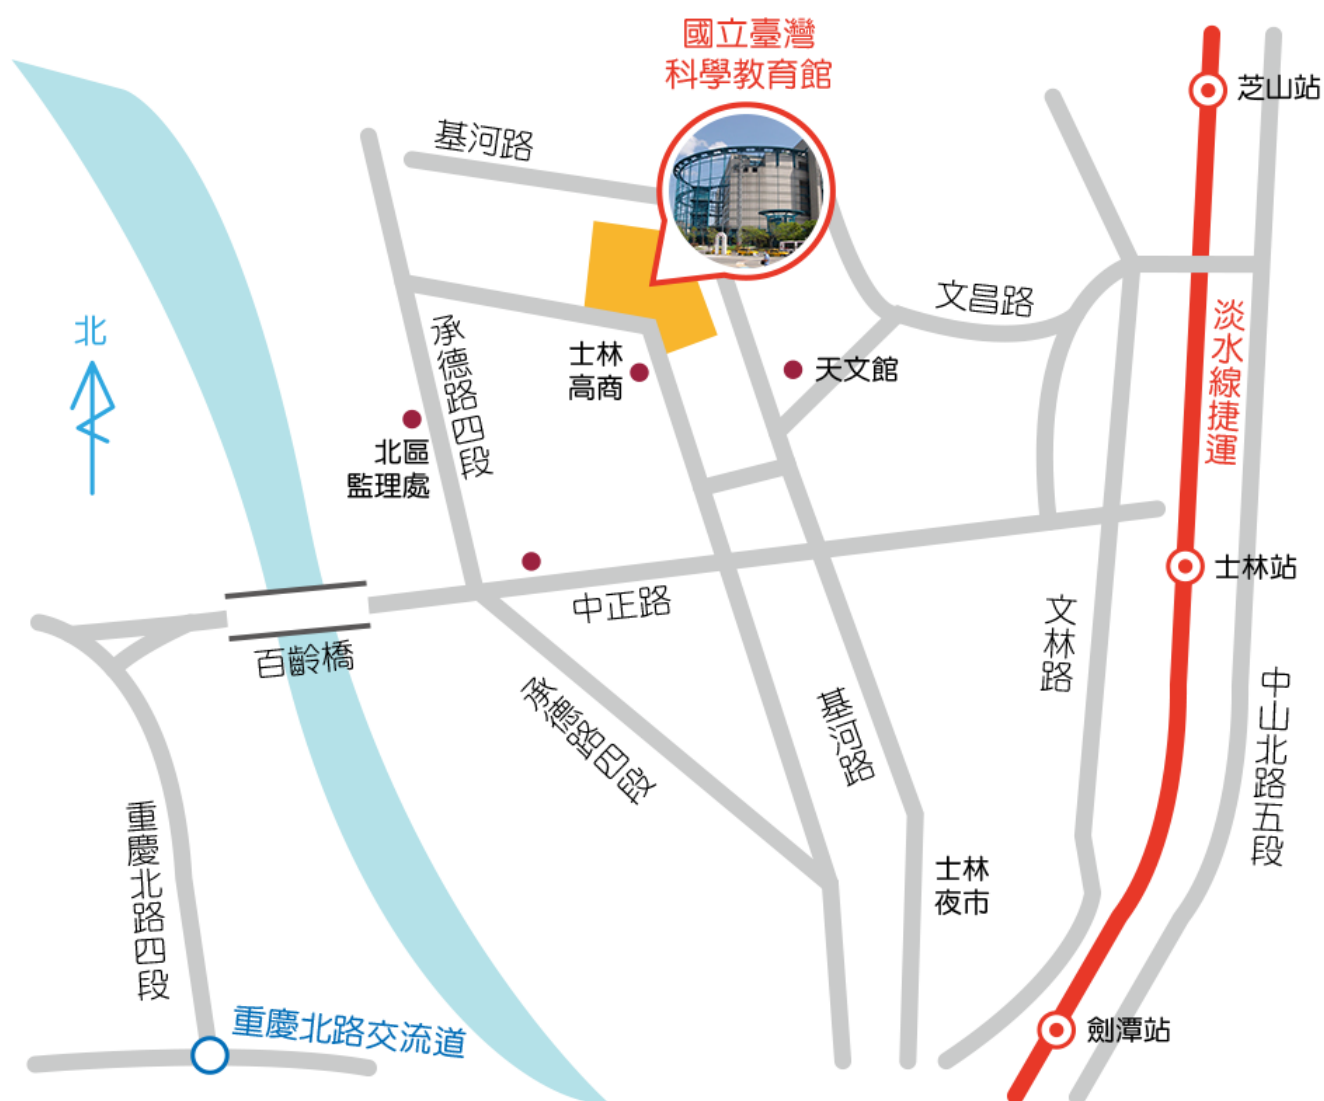 國立臺灣
科學教育館
芝山站
基河路
文昌路
北
淡水線捷運
承德路四段
士林
高商
天文館
北區
監理處
士林站
中正路
文林路
百齡橋
承德路四段
基河路
中山北路五段
重慶北路四段
士林
夜市
重慶北路交流道
劍潭站